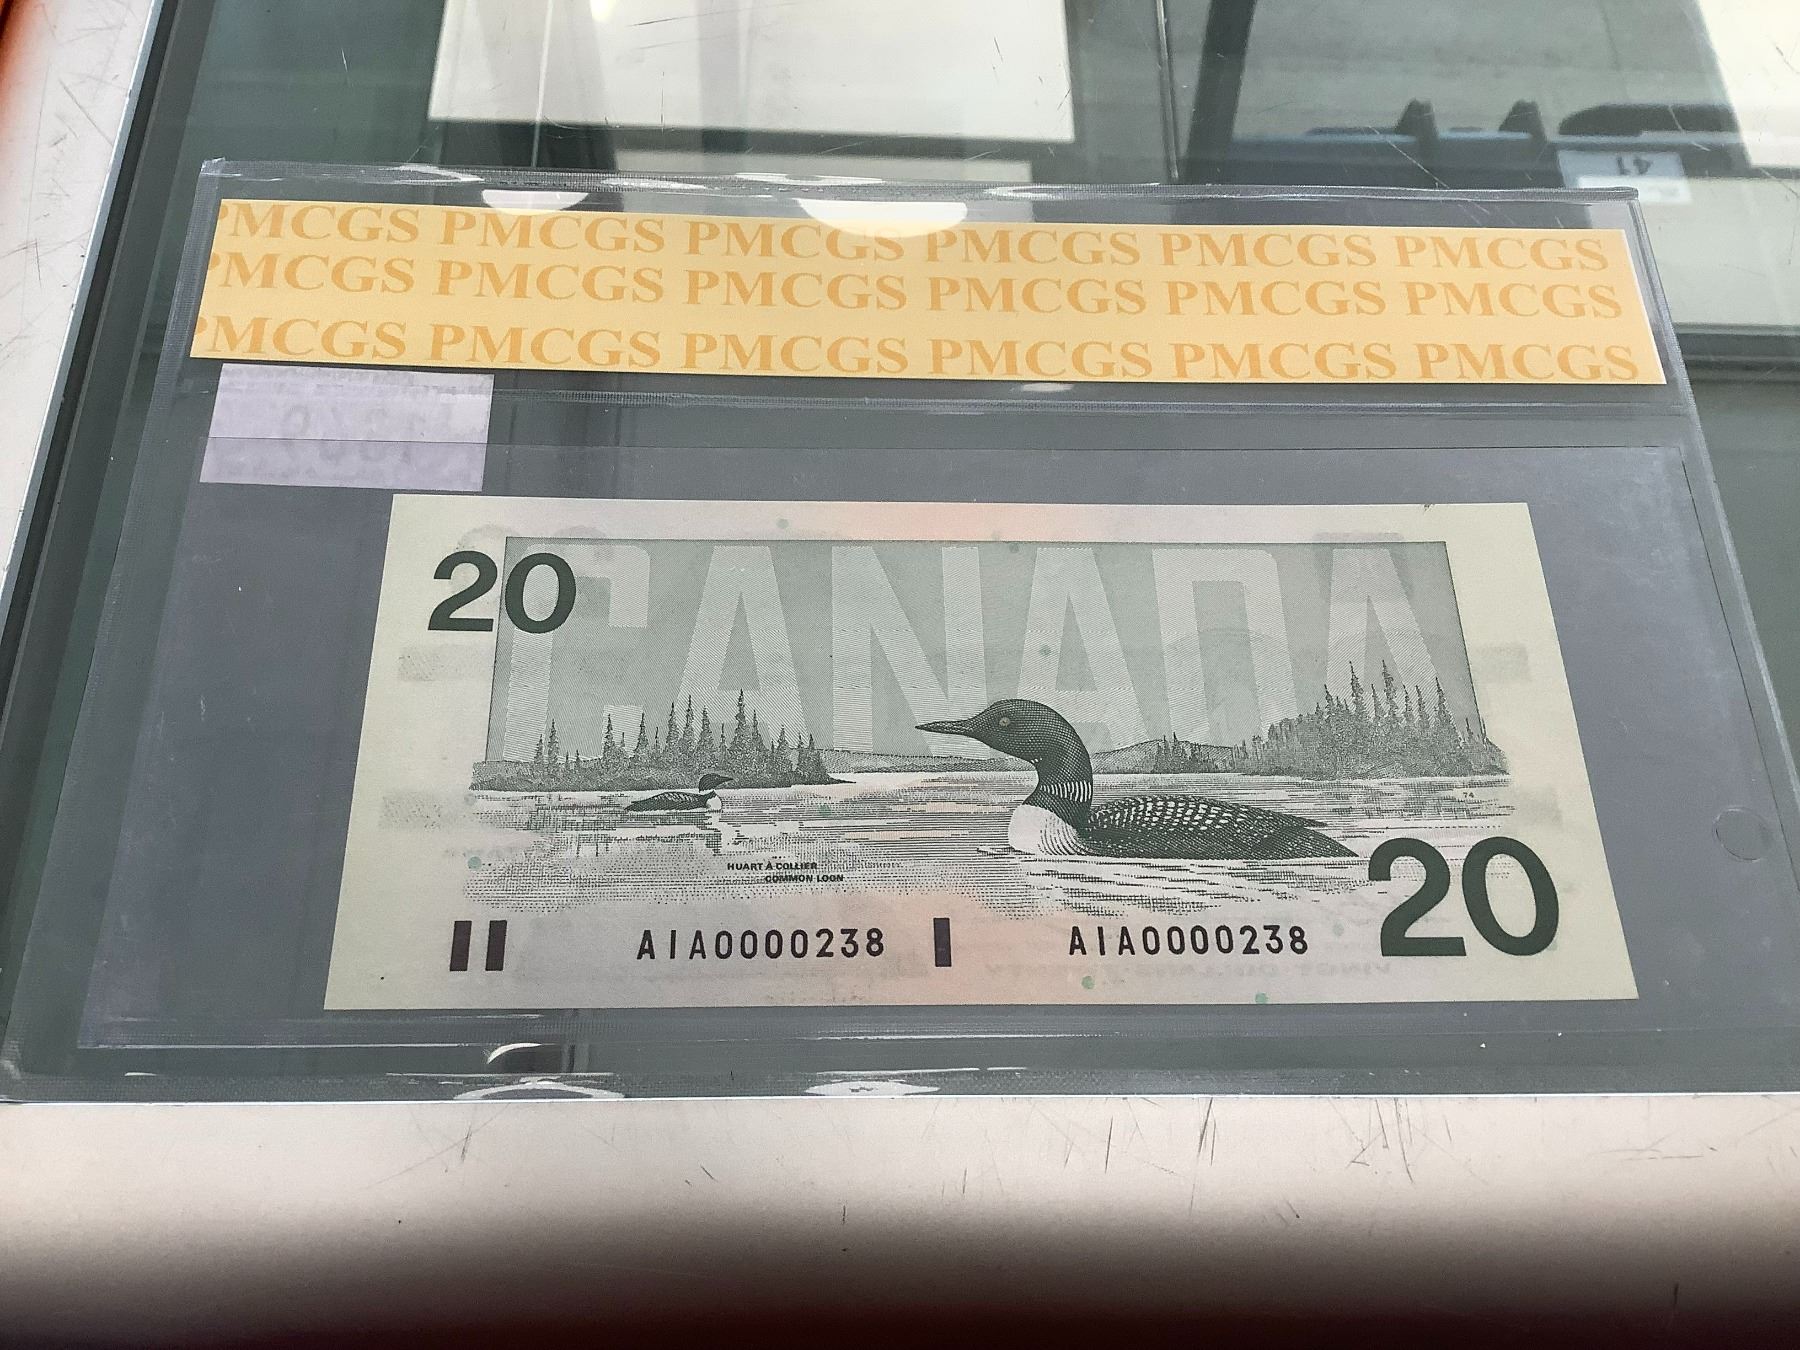 PMCGS PMCGS PMCGS PMCGS PMCGS PMCGS
PMCGS PMCGS PMCGS PMCGS PMCGS PMCGS
PMCGS PMCGS PMCGS PMCGS PMCGS PMCGS
20
CANADA
74
HUART À COLLIER
COMMON LOON
20
AIA0000238 AIA0000238